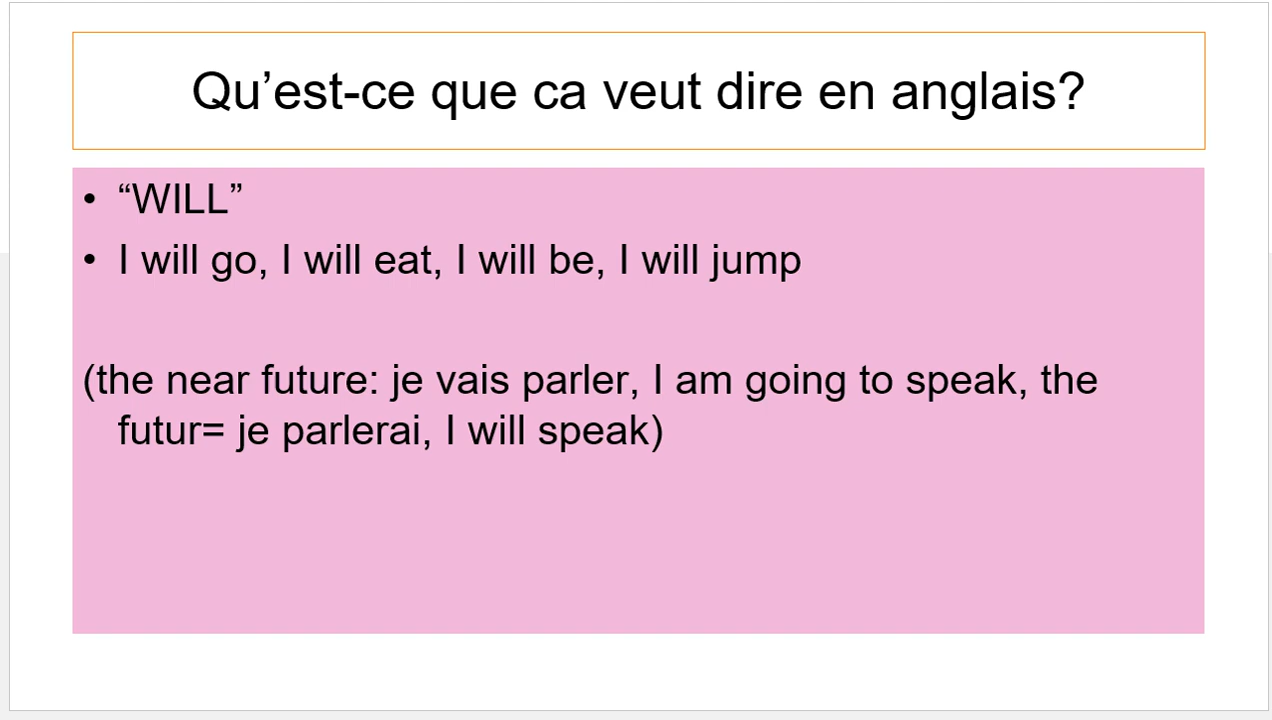 Qu’est-ce que ca veut dire en anglais?
• “WILL”
• I will go, I will eat, I will be, I will jump
(the near future: je vais parler, I am going to speak, the
futur= je parlerai, I will speak)